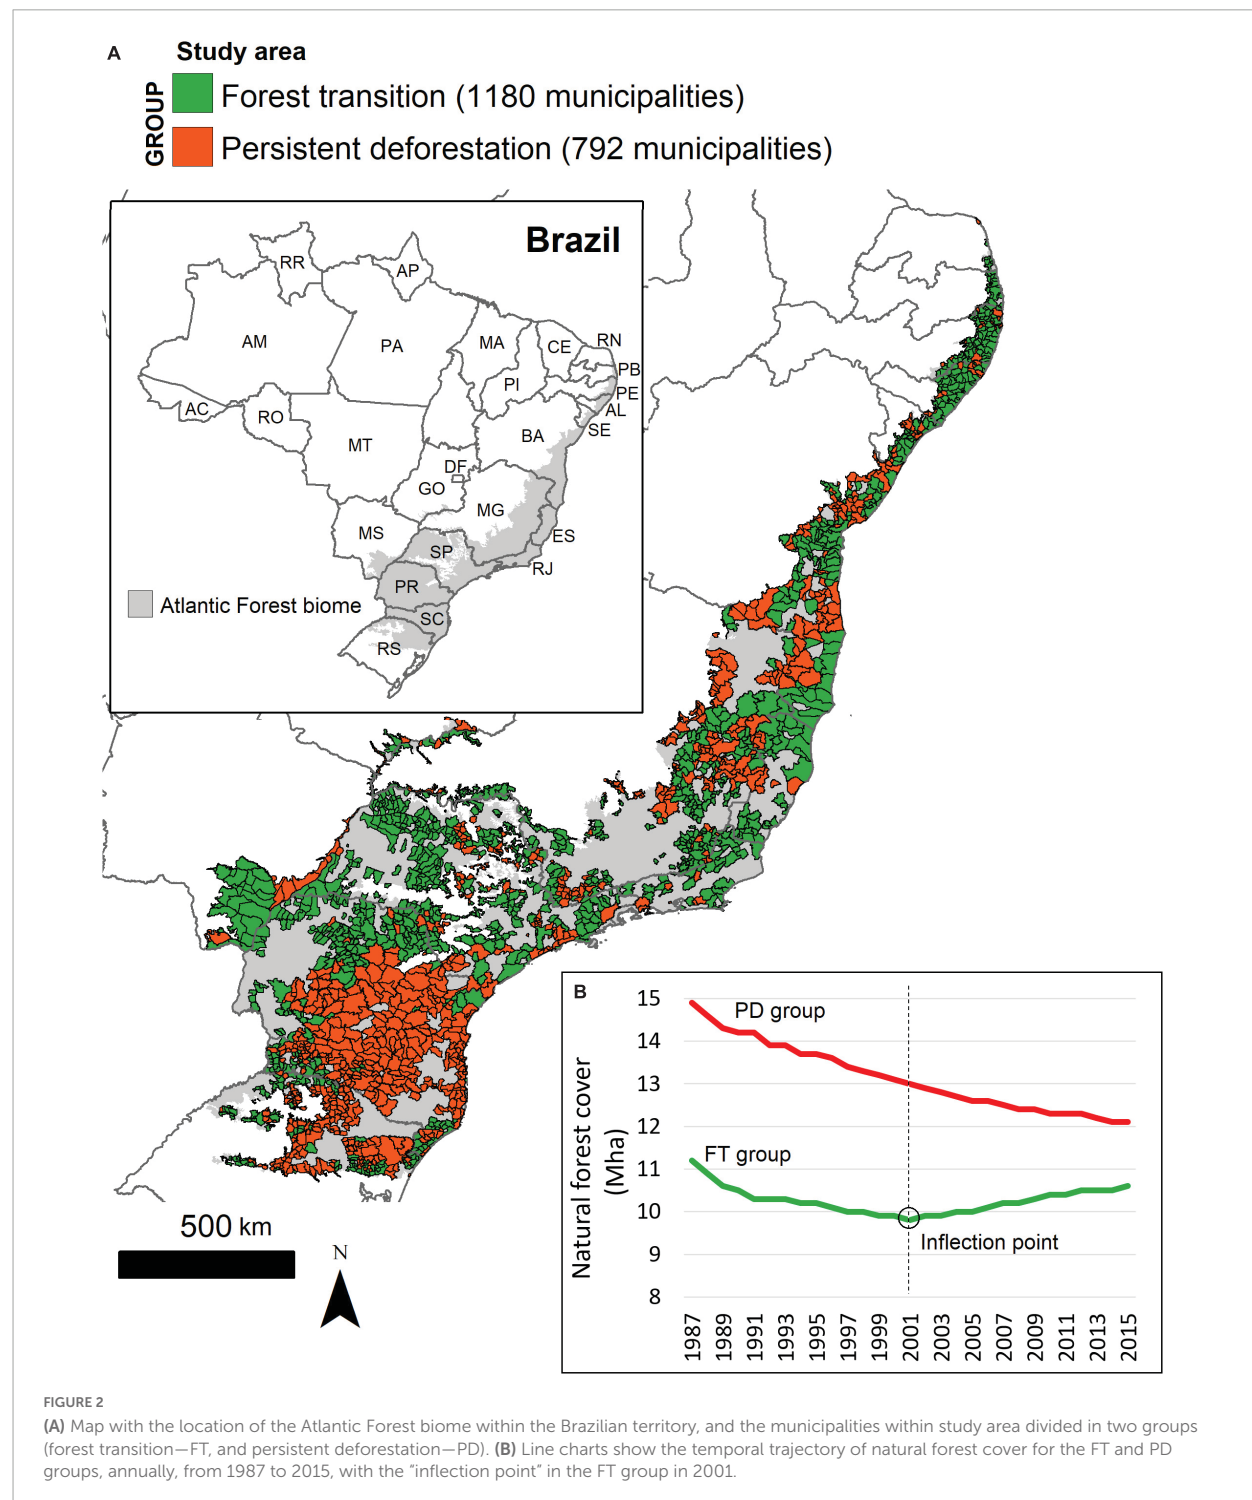 A
Study area
GROUP
Forest transition (1180 municipalities)
Persistent deforestation (792 municipalities)
Brazil
RR
AP
AM
PA
MA
CE
RN
PB
PI
PE
AL
AC
RO
SE
BA
MT
DF
GO
MG
MS
ES
SP
RJ
PR
Atlantic Forest biome
SC
RS
500 km
N
B
Natural forest cover
(Mha)
15
14
13
12
11
10
9
8
PD group
FT group
Inflection point
1987
1989
1991
1993
1995
1997
1999
2001
2003
2005
2007
2009
2011
2013
2015
FIGURE 2
(A) Map with the location of the Atlantic Forest biome within the Brazilian territory, and the municipalities within study area divided in two groups
(forest transition—FT, and persistent deforestation—PD). (B) Line charts show the temporal trajectory of natural forest cover for the FT and PD
groups, annually, from 1987 to 2015, with the “inflection point” in the FT group in 2001.